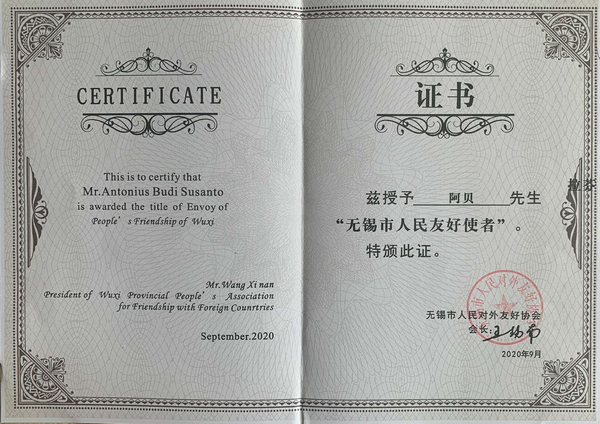 CERTIFICATE
This is to certify that
Mr.Antonius Budi Susanto
is awarded the title of Envoy of
People's Friendship of Wuxi
Mr.Wang Xi nan
President of Wuxi Provincial People's Association
for Friendship with Foreign Counrtries
September.2020
证书
兹授予 阿贝 先生
“无锡市人民友好使者”。
特颁此证。
无锡市人民对外友好协会
会长:
2020年9月